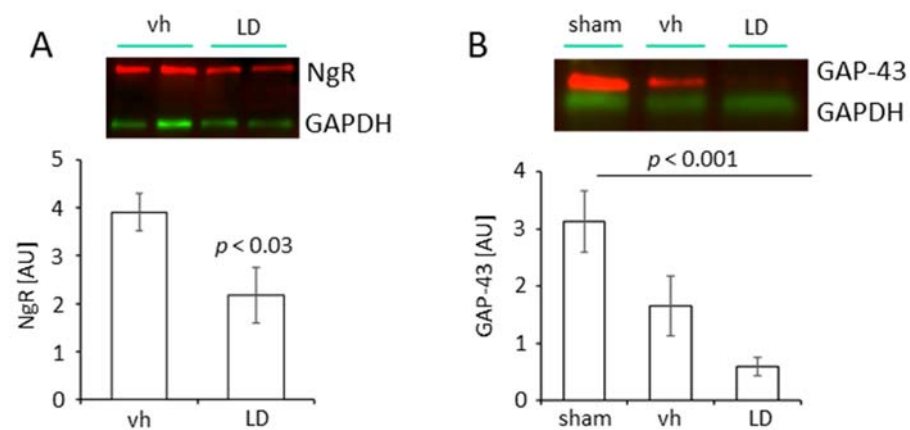 A
vh LD
NgR
GAPDH
5
4
3
2
1
0
NgR [AU]
p < 0.03
vh LD
B
sham vh LD
GAP-43
GAPDH
p < 0.001
4
3
2
1
0
GAP-43 [AU]
sham vh LD